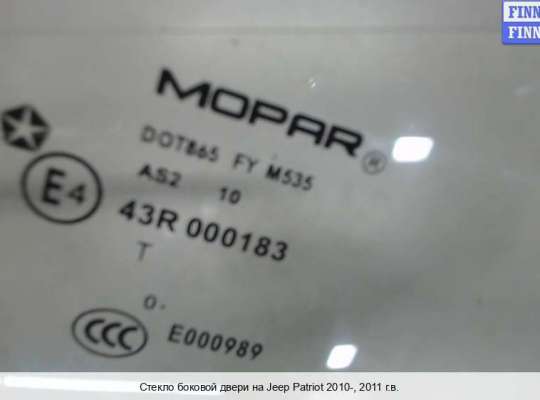 FINN
FINN
MOPAR®
DOT865 FY M535
AS2 10
E4
43R 000183
T
0.
CCC
E000989
Стекло боковой двери на Jeep Patriot 2010-, 2011 г.в.